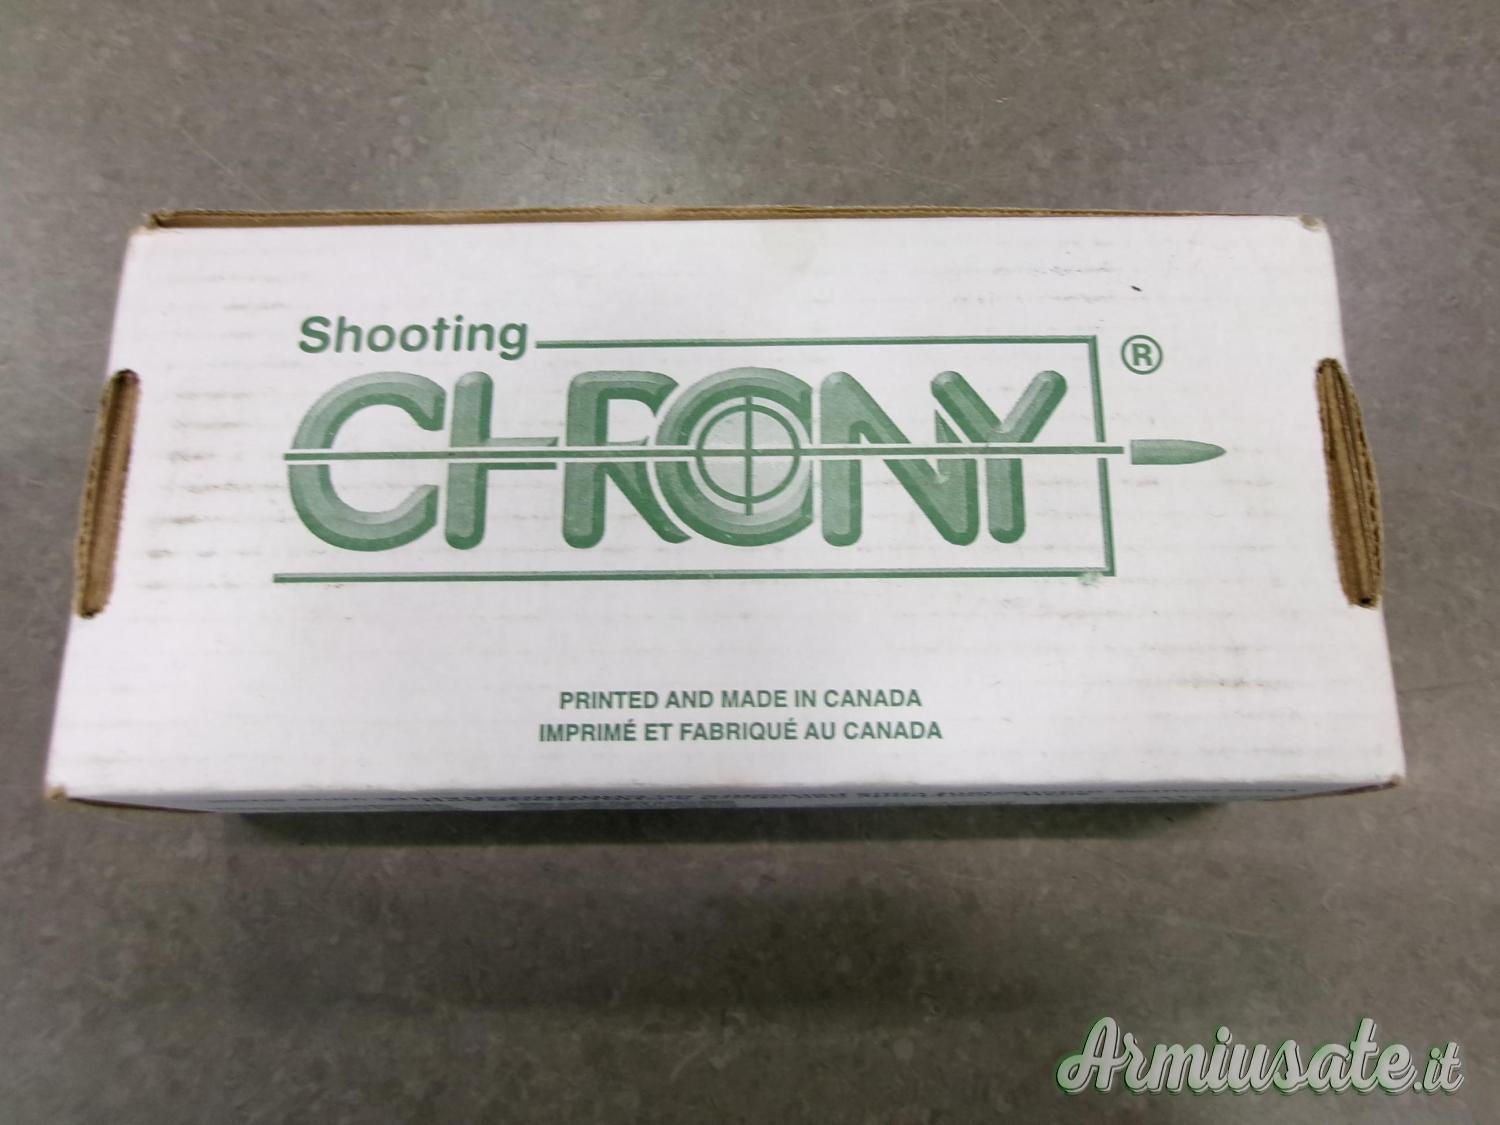 Shooting
CHRONY ®
PRINTED AND MADE IN CANADA
IMPRIMÉ ET FABRIQUÉ AU CANADA
Armiusate.it